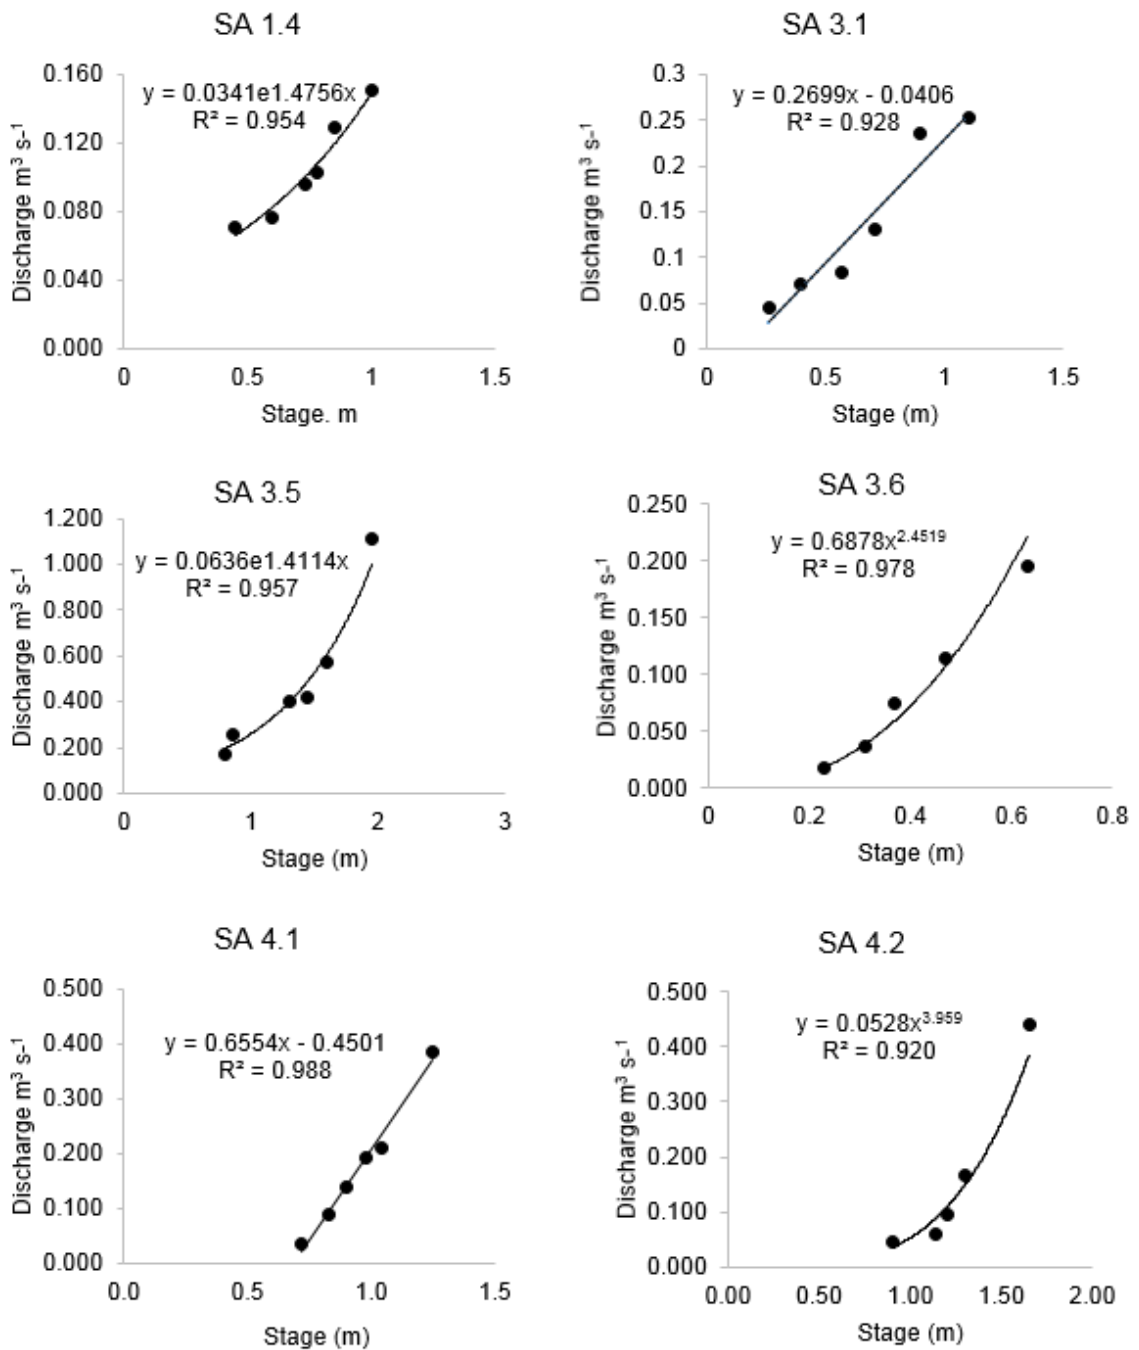 SA 1.4
0.160
0.120
0.080
0.040
0.000
Discharge m³ s⁻¹
y = 0.0341e1.4756x
R² = 0.954
0 0.5 1 1.5
Stage. m
SA 3.1
0.3
0.25
0.2
0.15
0.1
0.05
0
Discharge m³ s⁻¹
y = 0.2699x - 0.0406
R² = 0.928
0 0.5 1 1.5
Stage (m)
SA 3.5
1.200
1.000
0.800
0.600
0.400
0.200
0.000
Discharge m³ s⁻¹
y = 0.0636e1.4114x
R² = 0.957
0 1 2 3
Stage (m)
SA 3.6
0.250
0.200
0.150
0.100
0.050
0.000
Discharge m³ s⁻¹
y = 0.6878x²·⁴⁵¹⁹
R² = 0.978
0 0.2 0.4 0.6 0.8
Stage (m)
SA 4.1
0.500
0.400
0.300
0.200
0.100
0.000
Discharge m³ s⁻¹
y = 0.6554x - 0.4501
R² = 0.988
0.0 0.5 1.0 1.5
Stage (m)
SA 4.2
0.500
0.400
0.300
0.200
0.100
0.000
Discharge m³ s⁻¹
y = 0.0528x³·⁹⁵⁹
R² = 0.920
0.00 0.50 1.00 1.50 2.00
Stage (m)